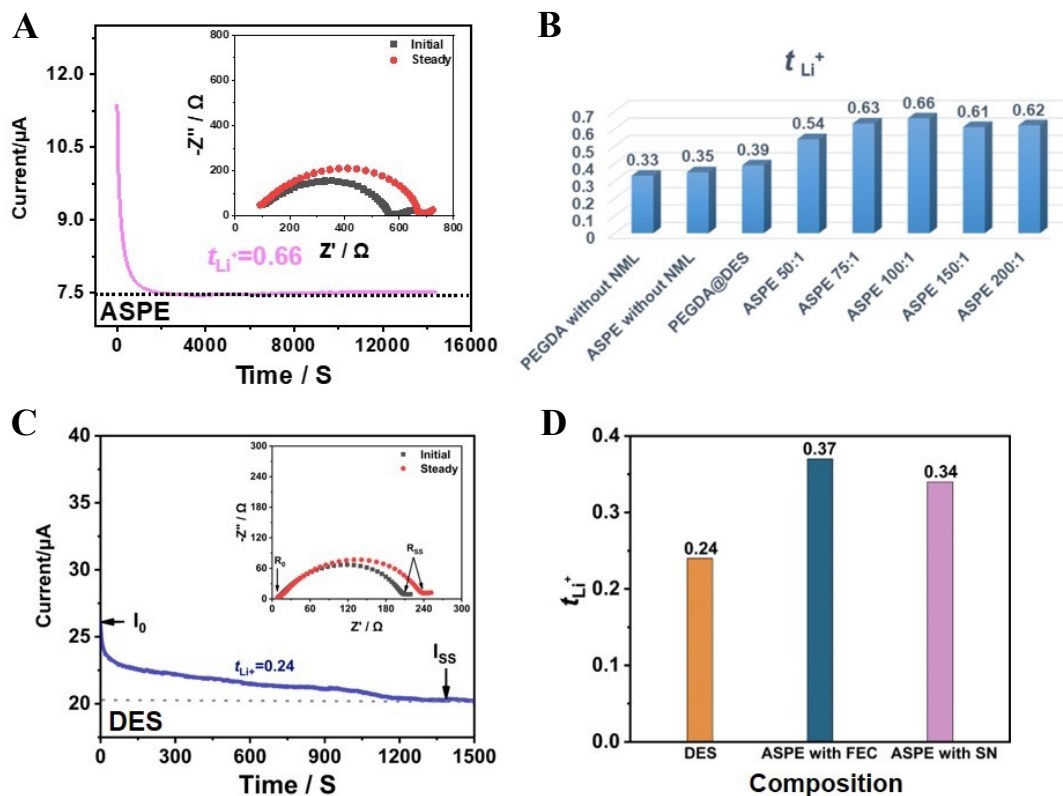 A
Current/µA
12.0
10.5
9.0
7.5
0
4000
8000
12000
16000
Time / S
ASPE
t Li⁺=0.66
-Z'' / Ω
800
600
400
200
0
0
200
400
600
800
Z' / Ω
Initial
Steady
B
t Li⁺
0.7
0.6
0.5
0.4
0.3
0.2
0.1
0
0.33
0.35
0.39
0.54
0.63
0.66
0.61
0.62
PEGDA without NML
ASPE without NML
PEGDA@DES
ASPE 50:1
ASPE 75:1
ASPE 100:1
ASPE 150:1
ASPE 200:1
C
Current/µA
40
35
30
25
20
0
300
600
900
1200
1500
Time / S
DES
I₀
I_SS
t Li+=0.24
-Z'' / Ω
300
240
180
120
60
0
0
60
120
180
240
300
Z' / Ω
Initial
Steady
R₀
R_SS
D
t Li⁺
0.4
0.3
0.2
0.1
0.0
0.24
0.37
0.34
DES
ASPE with FEC
ASPE with SN
Composition